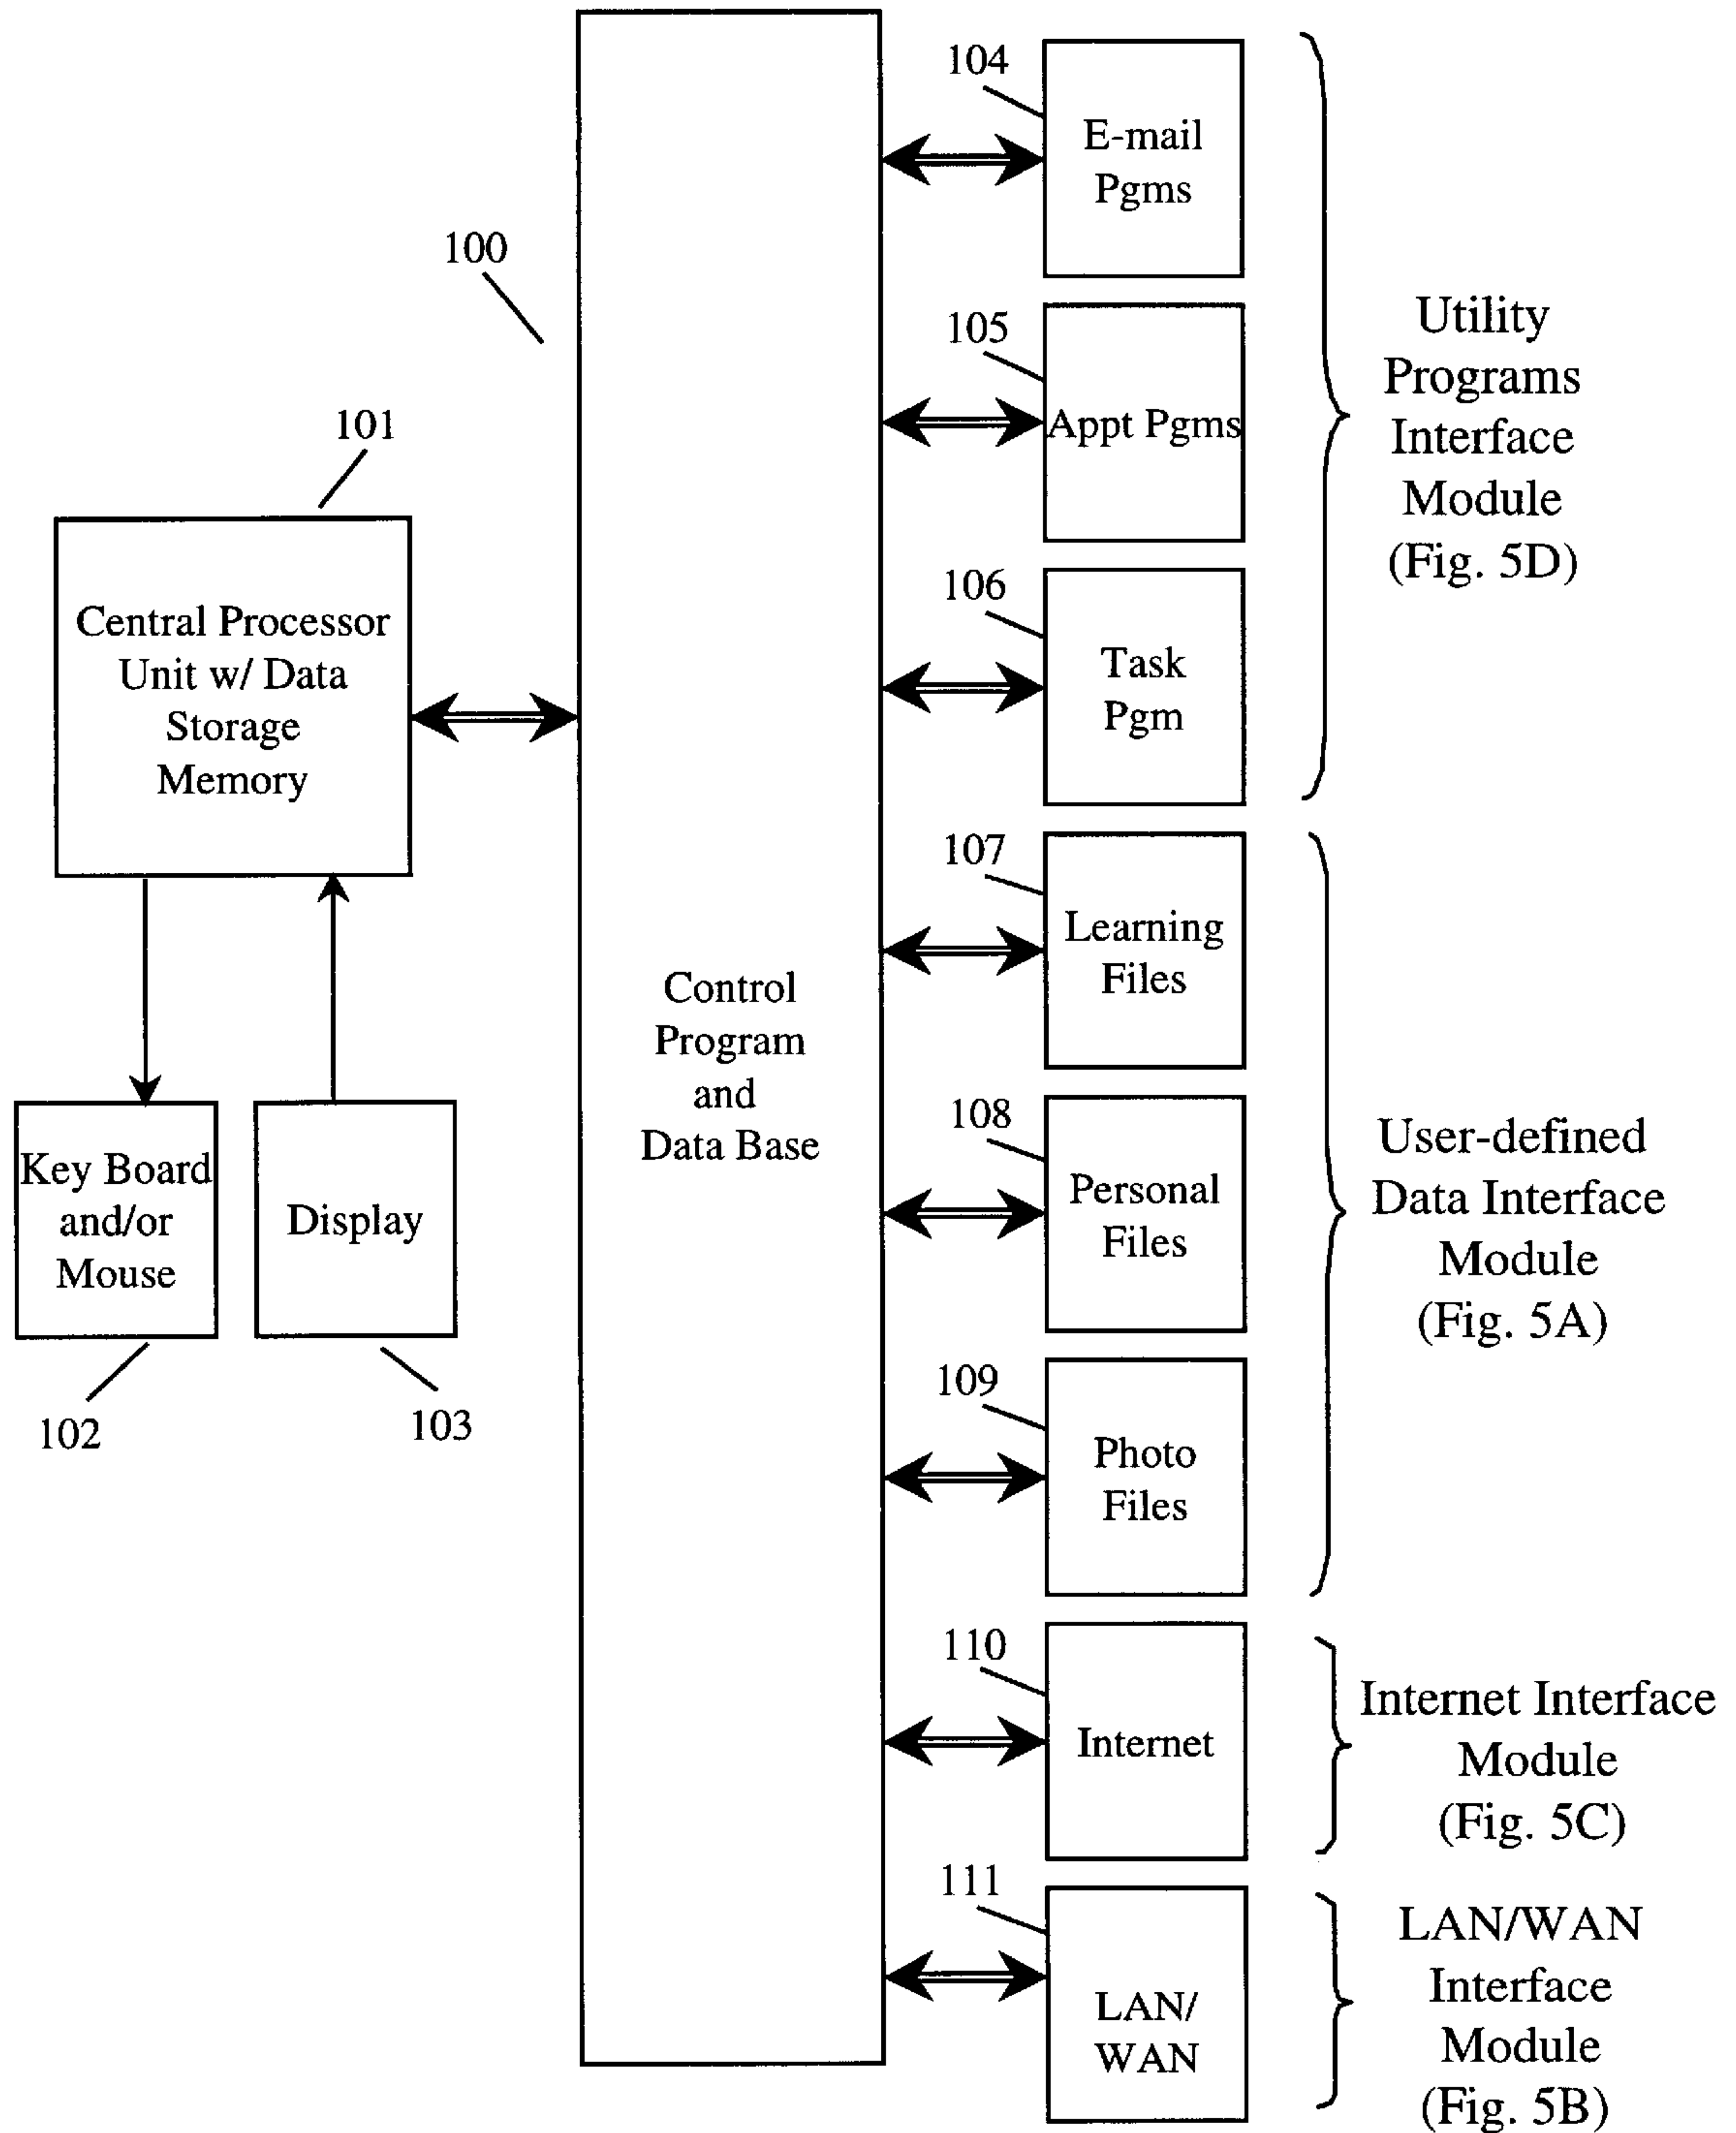 100
101
Central Processor
Unit w/ Data
Storage
Memory
Key Board
and/or
Mouse
102
Display
103
Control
Program
and
Data Base
104
E-mail
Pgms
105
Appt Pgms
106
Task
Pgm
Utility
Programs
Interface
Module
(Fig. 5D)
107
Learning
Files
108
Personal
Files
109
Photo
Files
User-defined
Data Interface
Module
(Fig. 5A)
110
Internet
Internet Interface
Module
(Fig. 5C)
111
LAN/
WAN
LAN/WAN
Interface
Module
(Fig. 5B)